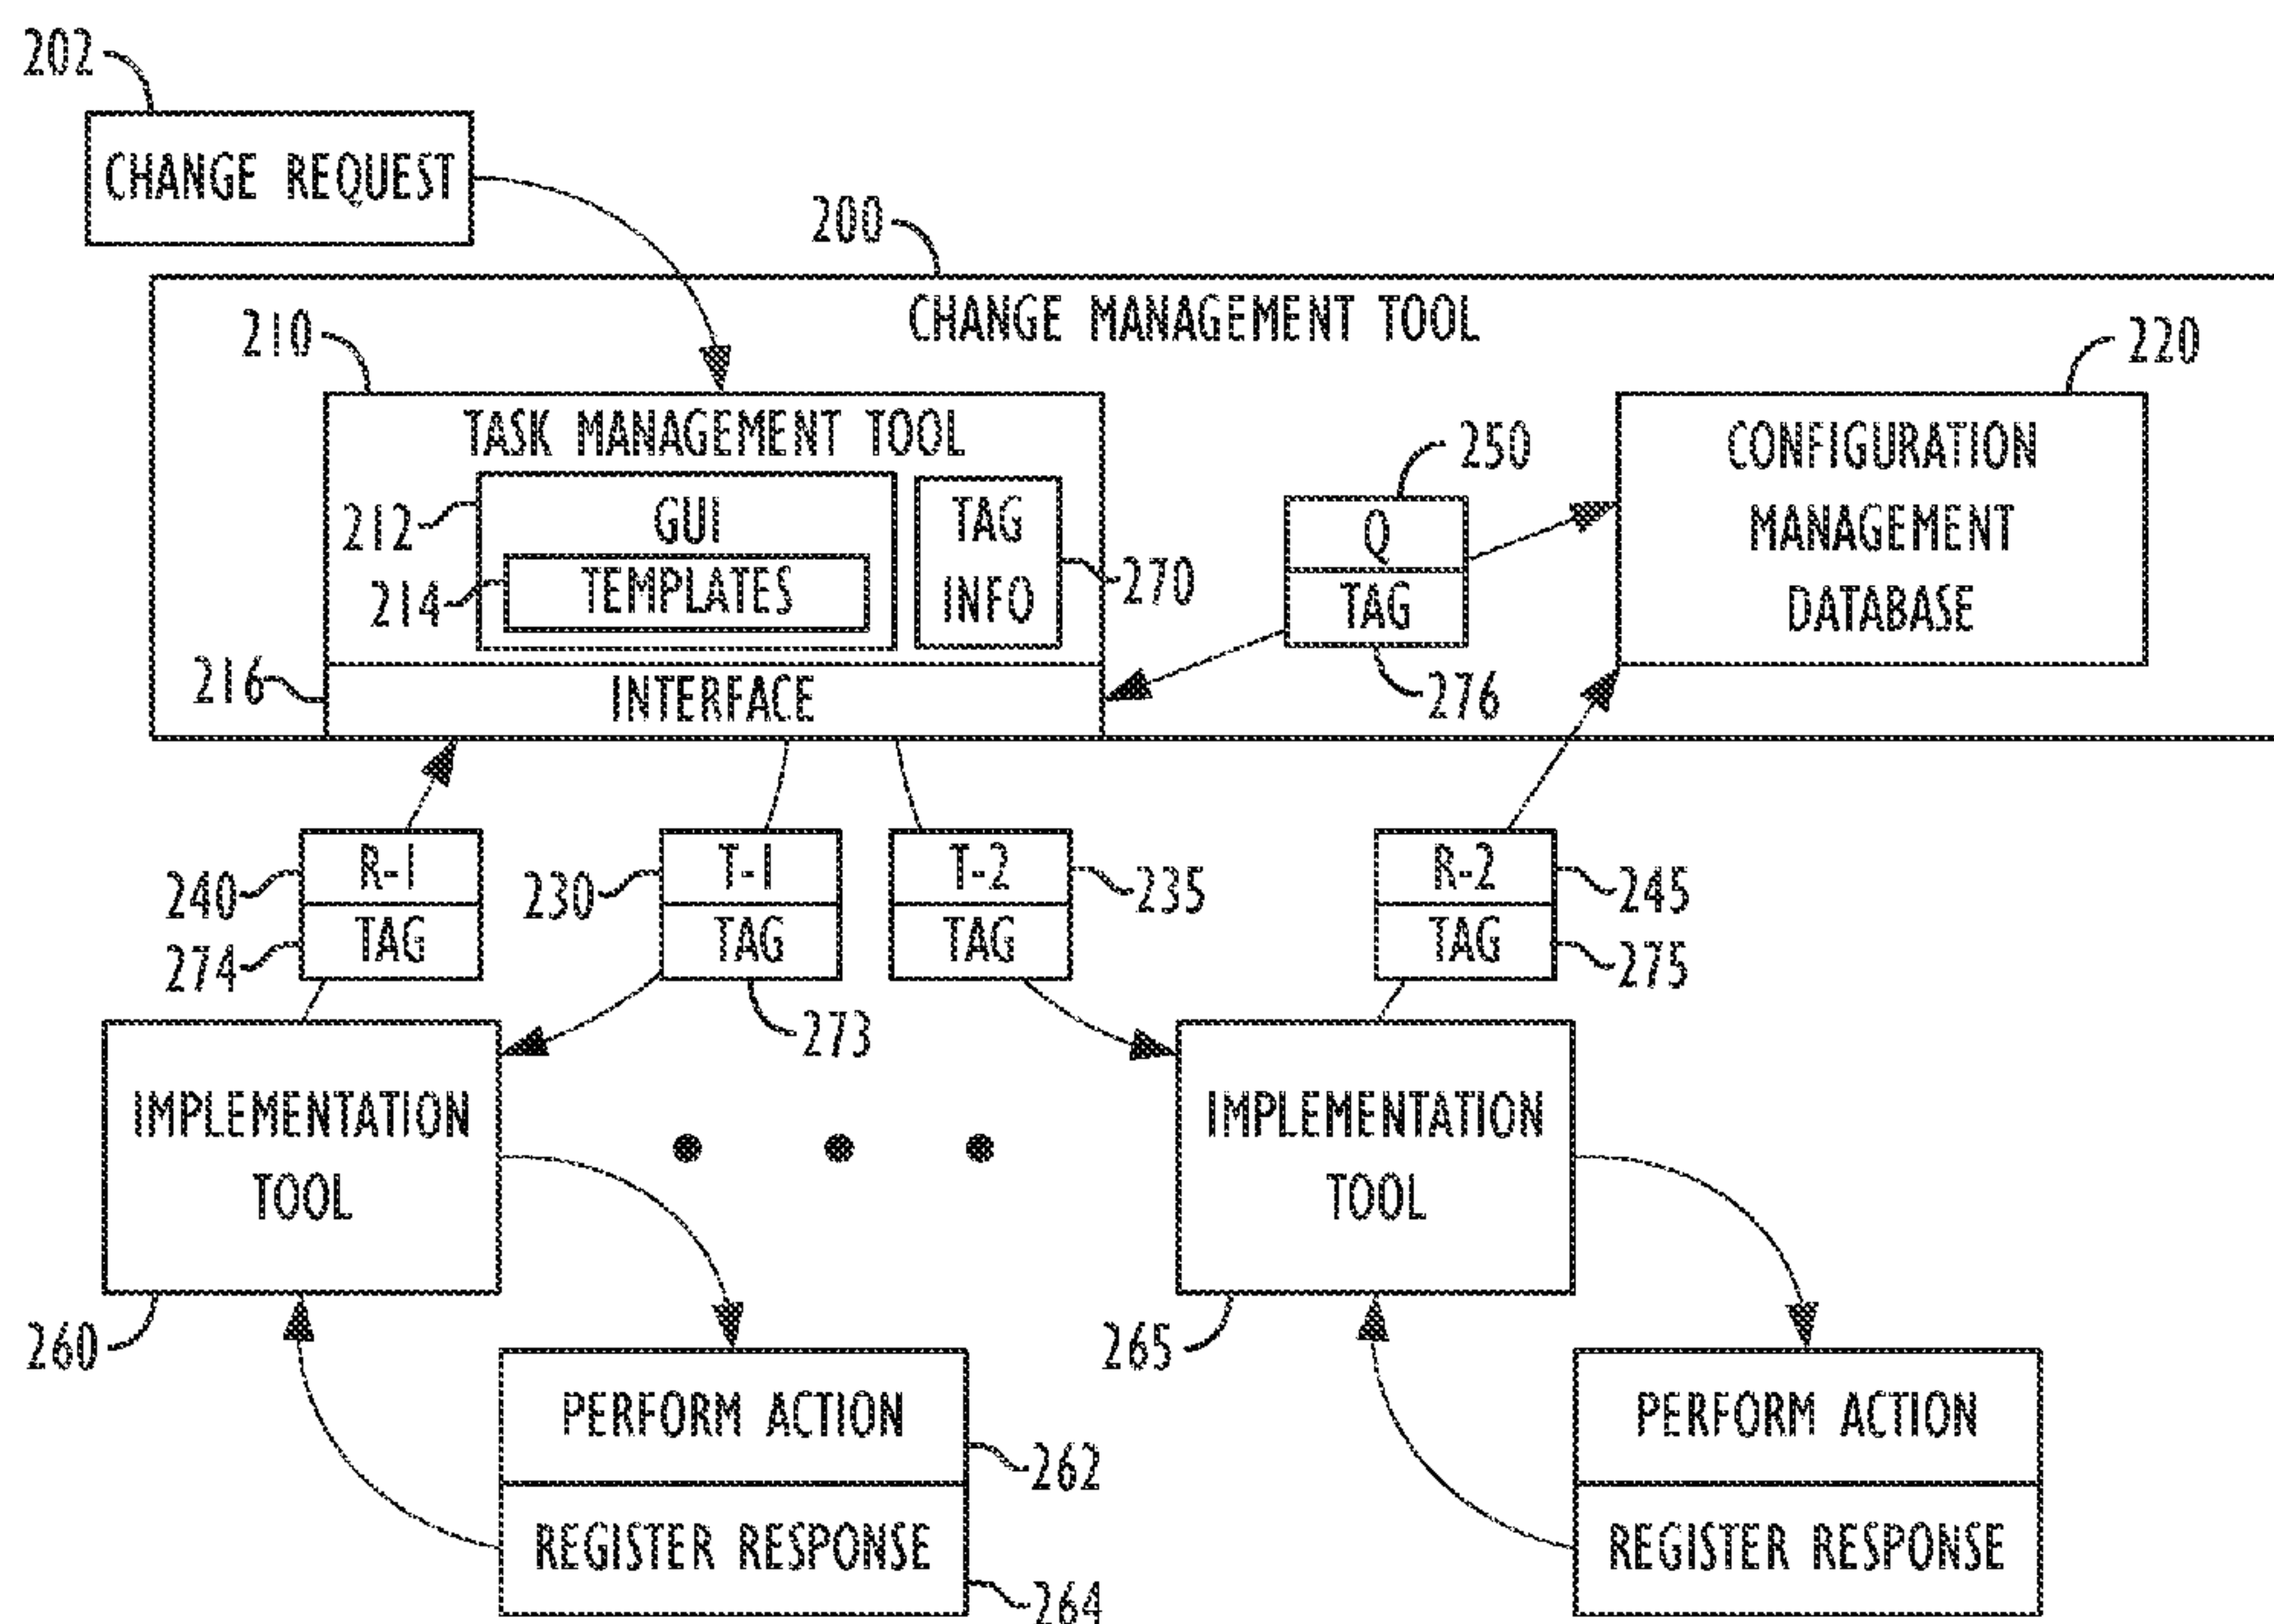 202
CHANGE REQUEST
200
CHANGE MANAGEMENT TOOL
210
220
TASK MANAGEMENT TOOL
212
GUI
214
TEMPLATES
TAG
INFO
270
216
INTERFACE
250
Q
TAG
276
CONFIGURATION
MANAGEMENT
DATABASE
240
R-1
274
TAG
230
T-1
TAG
273
T-2
235
TAG
R-2
245
TAG
275
IMPLEMENTATION
TOOL
260
IMPLEMENTATION
TOOL
265
PERFORM ACTION
262
REGISTER RESPONSE
264
PERFORM ACTION
REGISTER RESPONSE